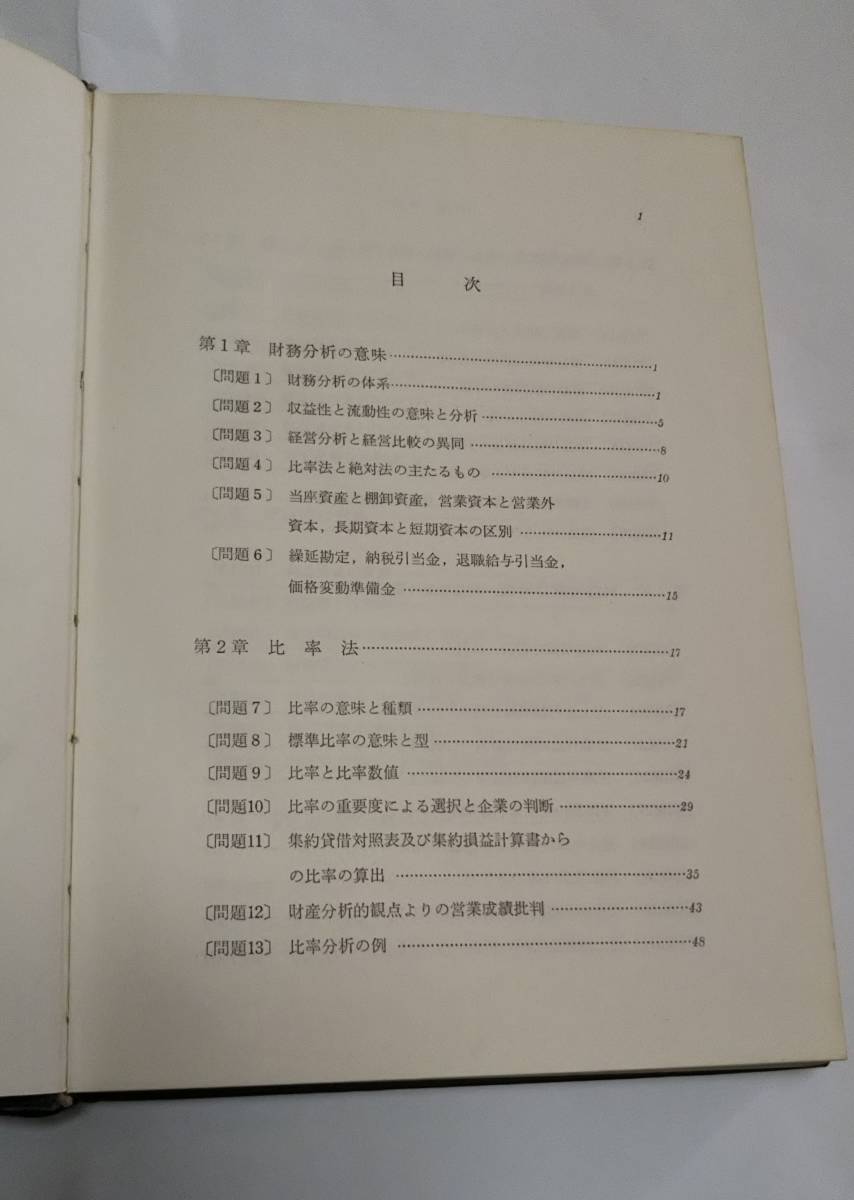 1
目 次
第1章 財務分析の意味……………………………………1
〔問題1〕 財務分析の体系……………………………………1
〔問題2〕 収益性と流動性の意味と分析……………………………………5
〔問題3〕 経営分析と経営比較の異同……………………………………8
〔問題4〕 比率法と絶対法の主たるもの……………………………………10
〔問題5〕 当座資産と棚卸資産，営業資本と営業外
資本，長期資本と短期資本の区別……………………………………11
〔問題6〕 繰延勘定，納税引当金，退職給与引当金，
価格変動準備金……………………………………15
第2章 比 率 法……………………………………17
〔問題7〕 比率の意味と種類……………………………………17
〔問題8〕 標準比率の意味と型……………………………………21
〔問題9〕 比率と比率数値……………………………………24
〔問題10〕 比率の重要度による選択と企業の判断……………………………………29
〔問題11〕 集約貸借対照表及び集約損益計算書から
の比率の算出……………………………………35
〔問題12〕 財産分析的観点よりの営業成績批判……………………………………43
〔問題13〕 比率分析の例……………………………………48